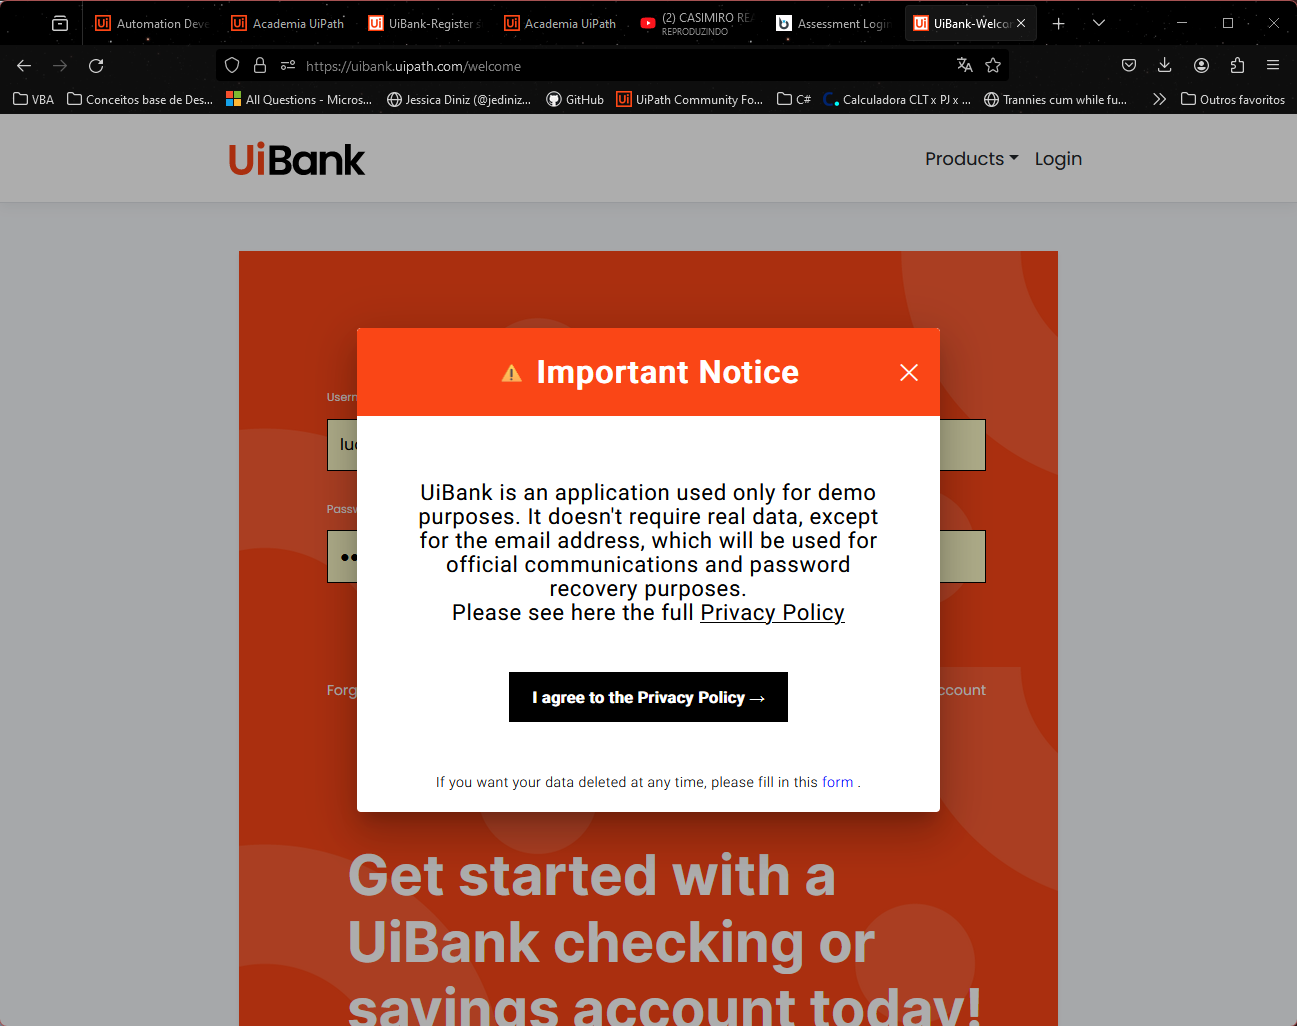 Automation Deve
Academia UiPath
UiBank-Register s
Academia UiPath
(2) CASIMIRO REA
REPRODUZINDO
Assessment Login
UiBank-Welcom
https://uibank.uipath.com/welcome
VBA
Conceitos base de Des...
All Questions - Micros...
Jessica Diniz (@jediniz...
GitHub
UiPath Community Fo...
C#
Calculadora CLT x PJ x ...
Trannies cum while fu...
Outros favoritos
UiBank
Products
Login
Usern
luc
Passw
Forg
ccount
Important Notice
UiBank is an application used only for demo
purposes. It doesn't require real data, except
for the email address, which will be used for
official communications and password
recovery purposes.
Please see here the full Privacy Policy
I agree to the Privacy Policy →
If you want your data deleted at any time, please fill in this form .
Get started with a
UiBank checking or
savings account today!